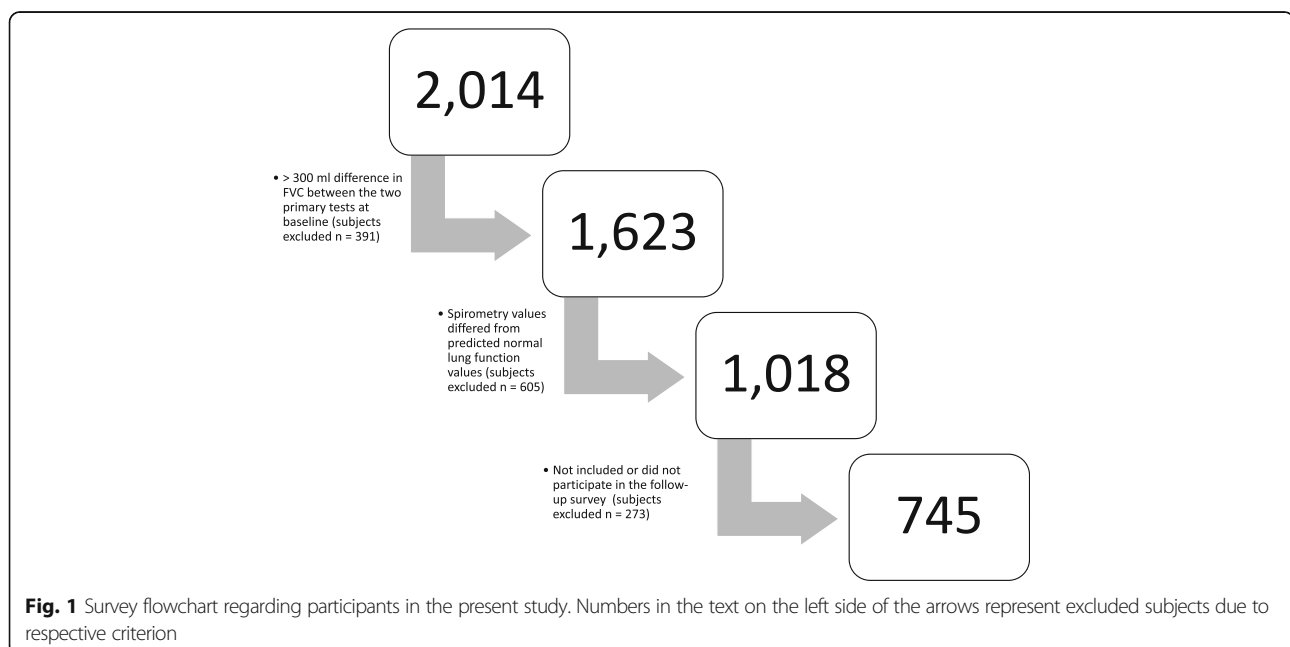 2,014
• > 300 ml difference in
FVC between the two
primary tests at
baseline (subjects
excluded n = 391)
1,623
• Spirometry values
differed from
predicted normal
lung function
values (subjects
excluded n = 605)
1,018
• Not included or did not
participate in the follow-
up survey (subjects
excluded n = 273)
745
Fig. 1 Survey flowchart regarding participants in the present study. Numbers in the text on the left side of the arrows represent excluded subjects due to
respective criterion